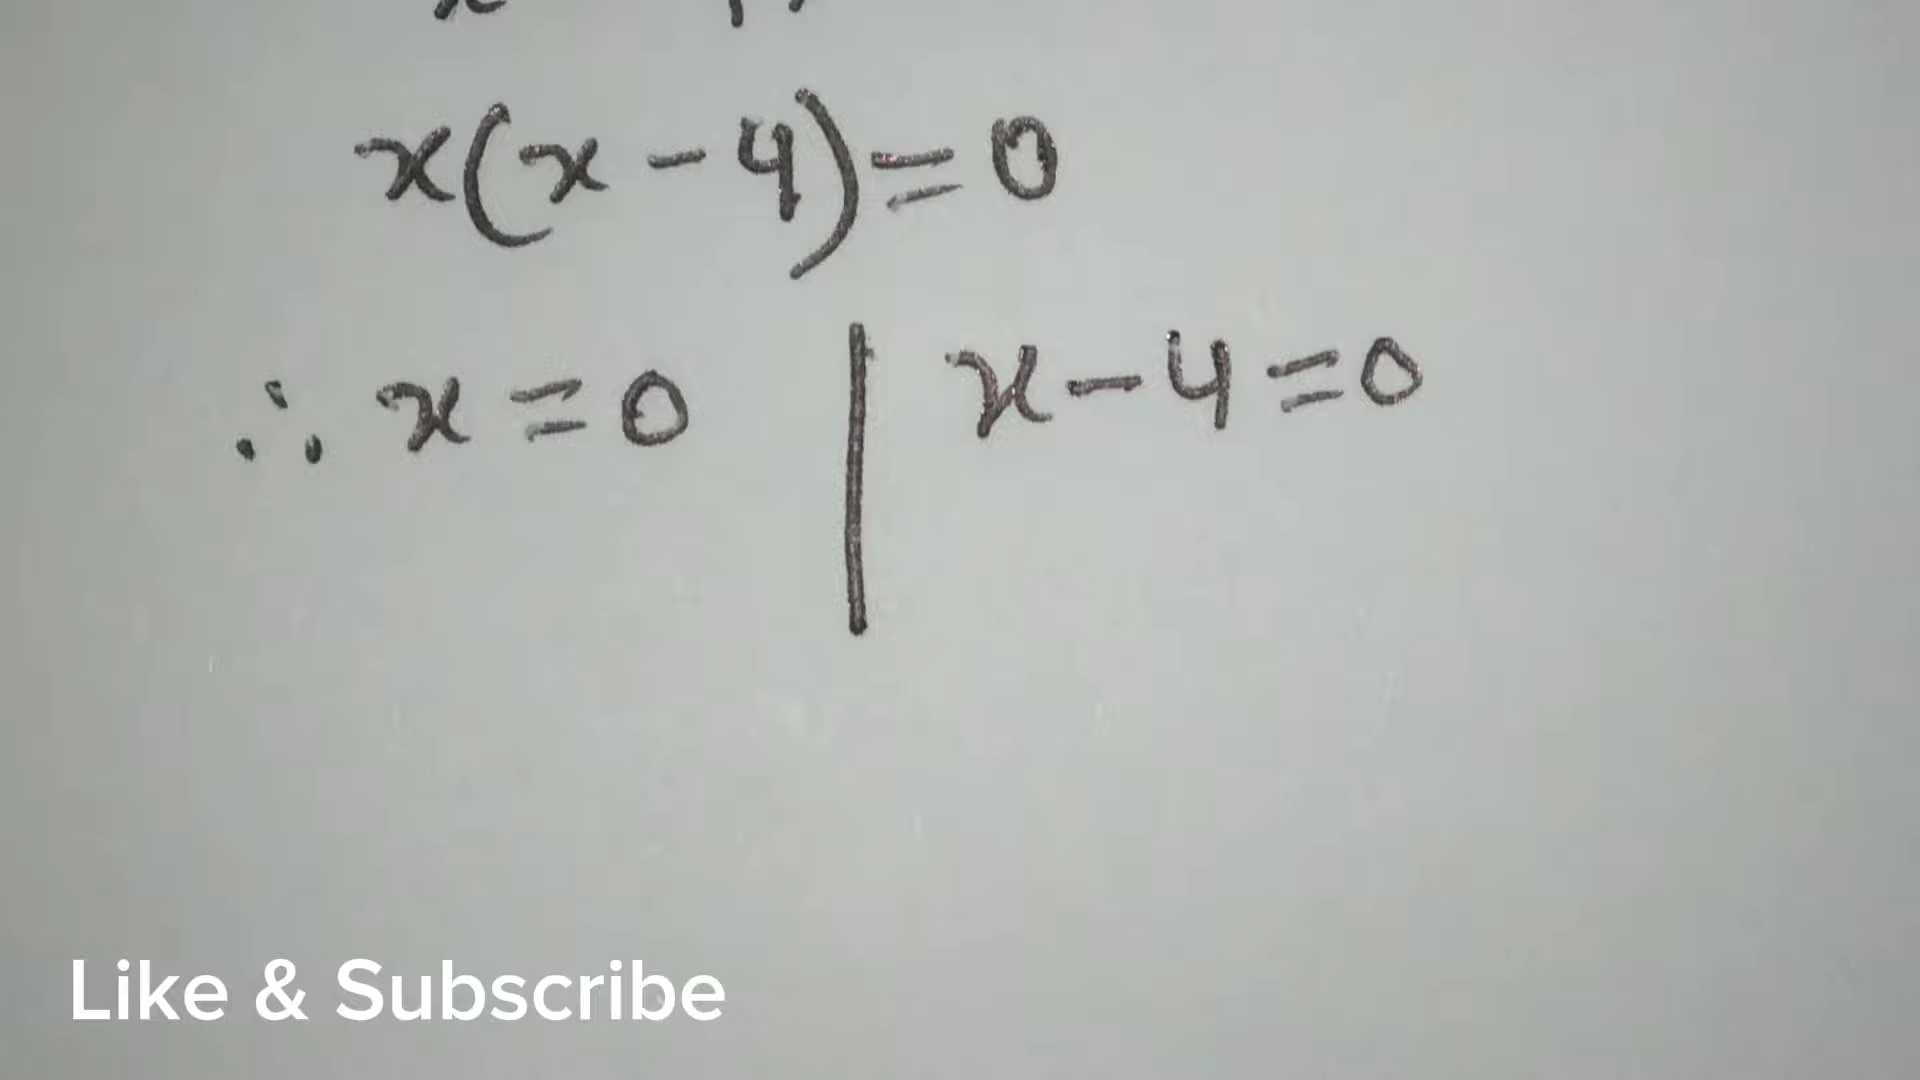 x(x-4)=0
∴ x=0 | x-4=0
Like & Subscribe